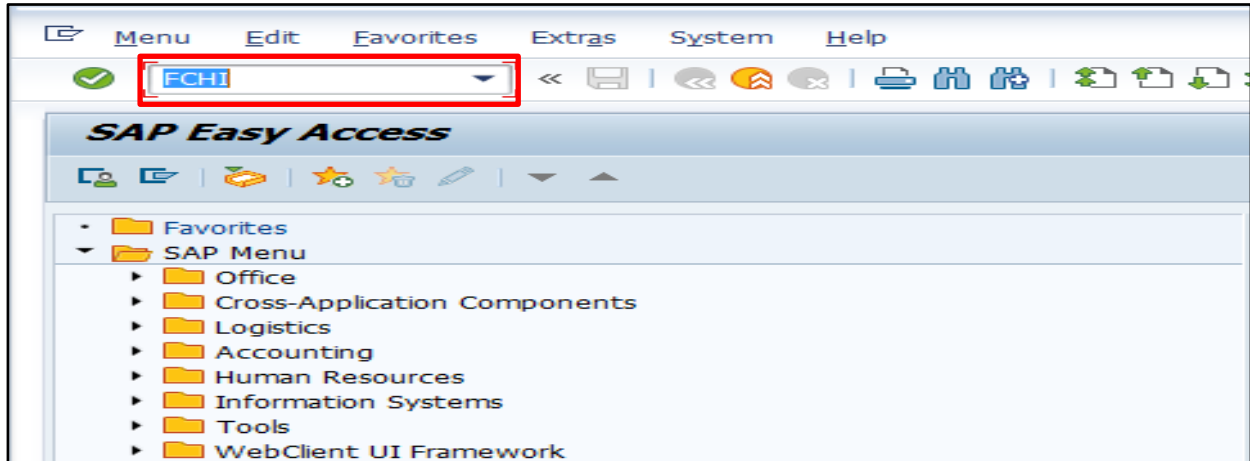 Menu Edit Favorites Extras System Help
FCHI
SAP Easy Access
Favorites
SAP Menu
Office
Cross-Application Components
Logistics
Accounting
Human Resources
Information Systems
Tools
WebClient UI Framework